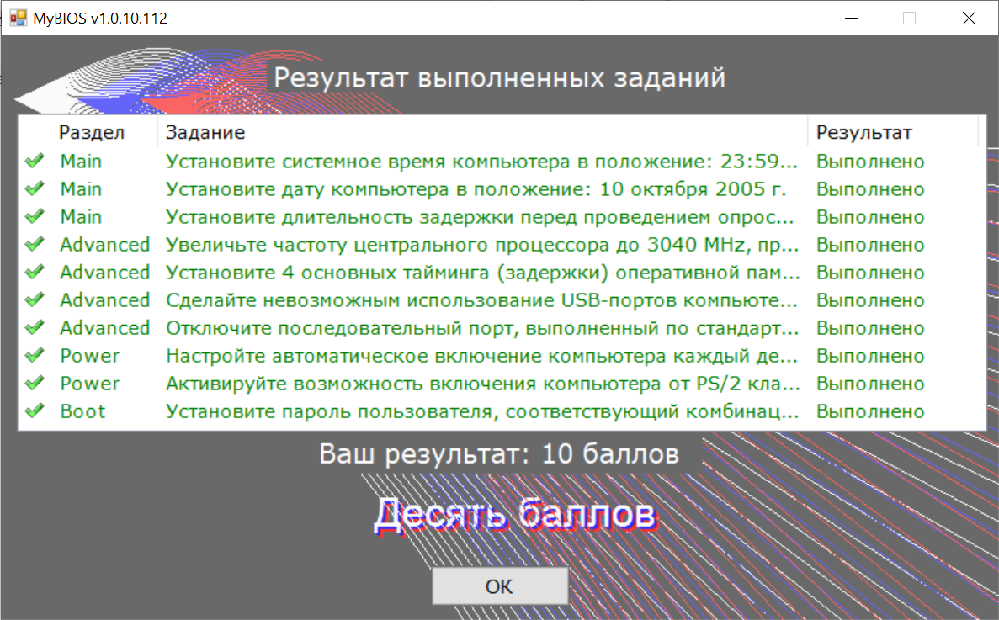 MyBIOS v1.0.10.112
Результат выполненных заданий
Раздел Задание Результат
Main Установите системное время компьютера в положение: 23:59... Выполнено
Main Установите дату компьютера в положение: 10 октября 2005 г. Выполнено
Main Установите длительность задержки перед проведением опрос... Выполнено
Advanced Увеличьте частоту центрального процессора до 3040 MHz, пр... Выполнено
Advanced Установите 4 основных тайминга (задержки) оперативной пам... Выполнено
Advanced Сделайте невозможным использование USB-портов компьюте... Выполнено
Advanced Отключите последовательный порт, выполненный по стандарт... Выполнено
Power Настройте автоматическое включение компьютера каждый де... Выполнено
Power Активируйте возможность включения компьютера от PS/2 кла... Выполнено
Boot Установите пароль пользователя, соответствующий комбинац... Выполнено
Ваш результат: 10 баллов
Десять баллов
OK